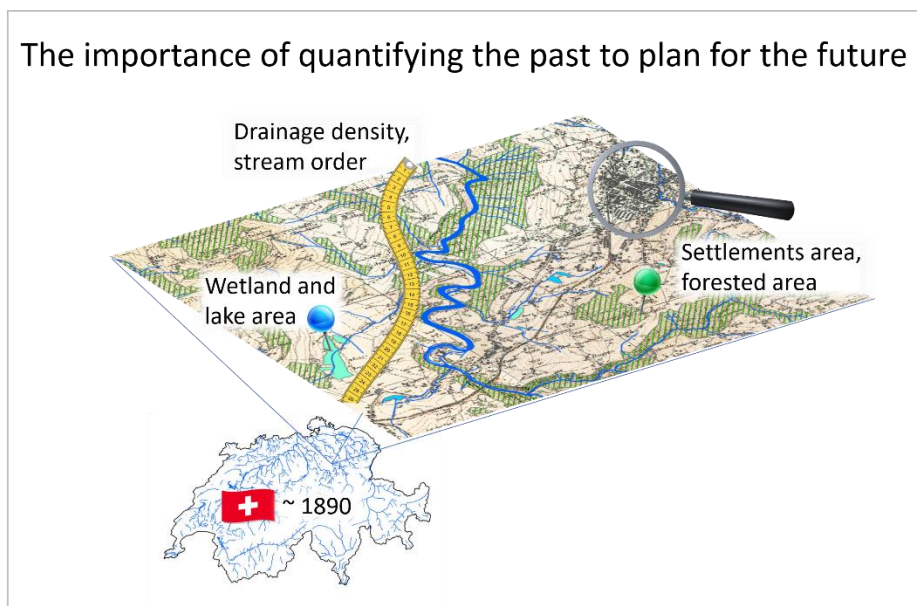 The importance of quantifying the past to plan for the future
Drainage density,
stream order
Settlements area,
forested area
Wetland and
lake area
~ 1890